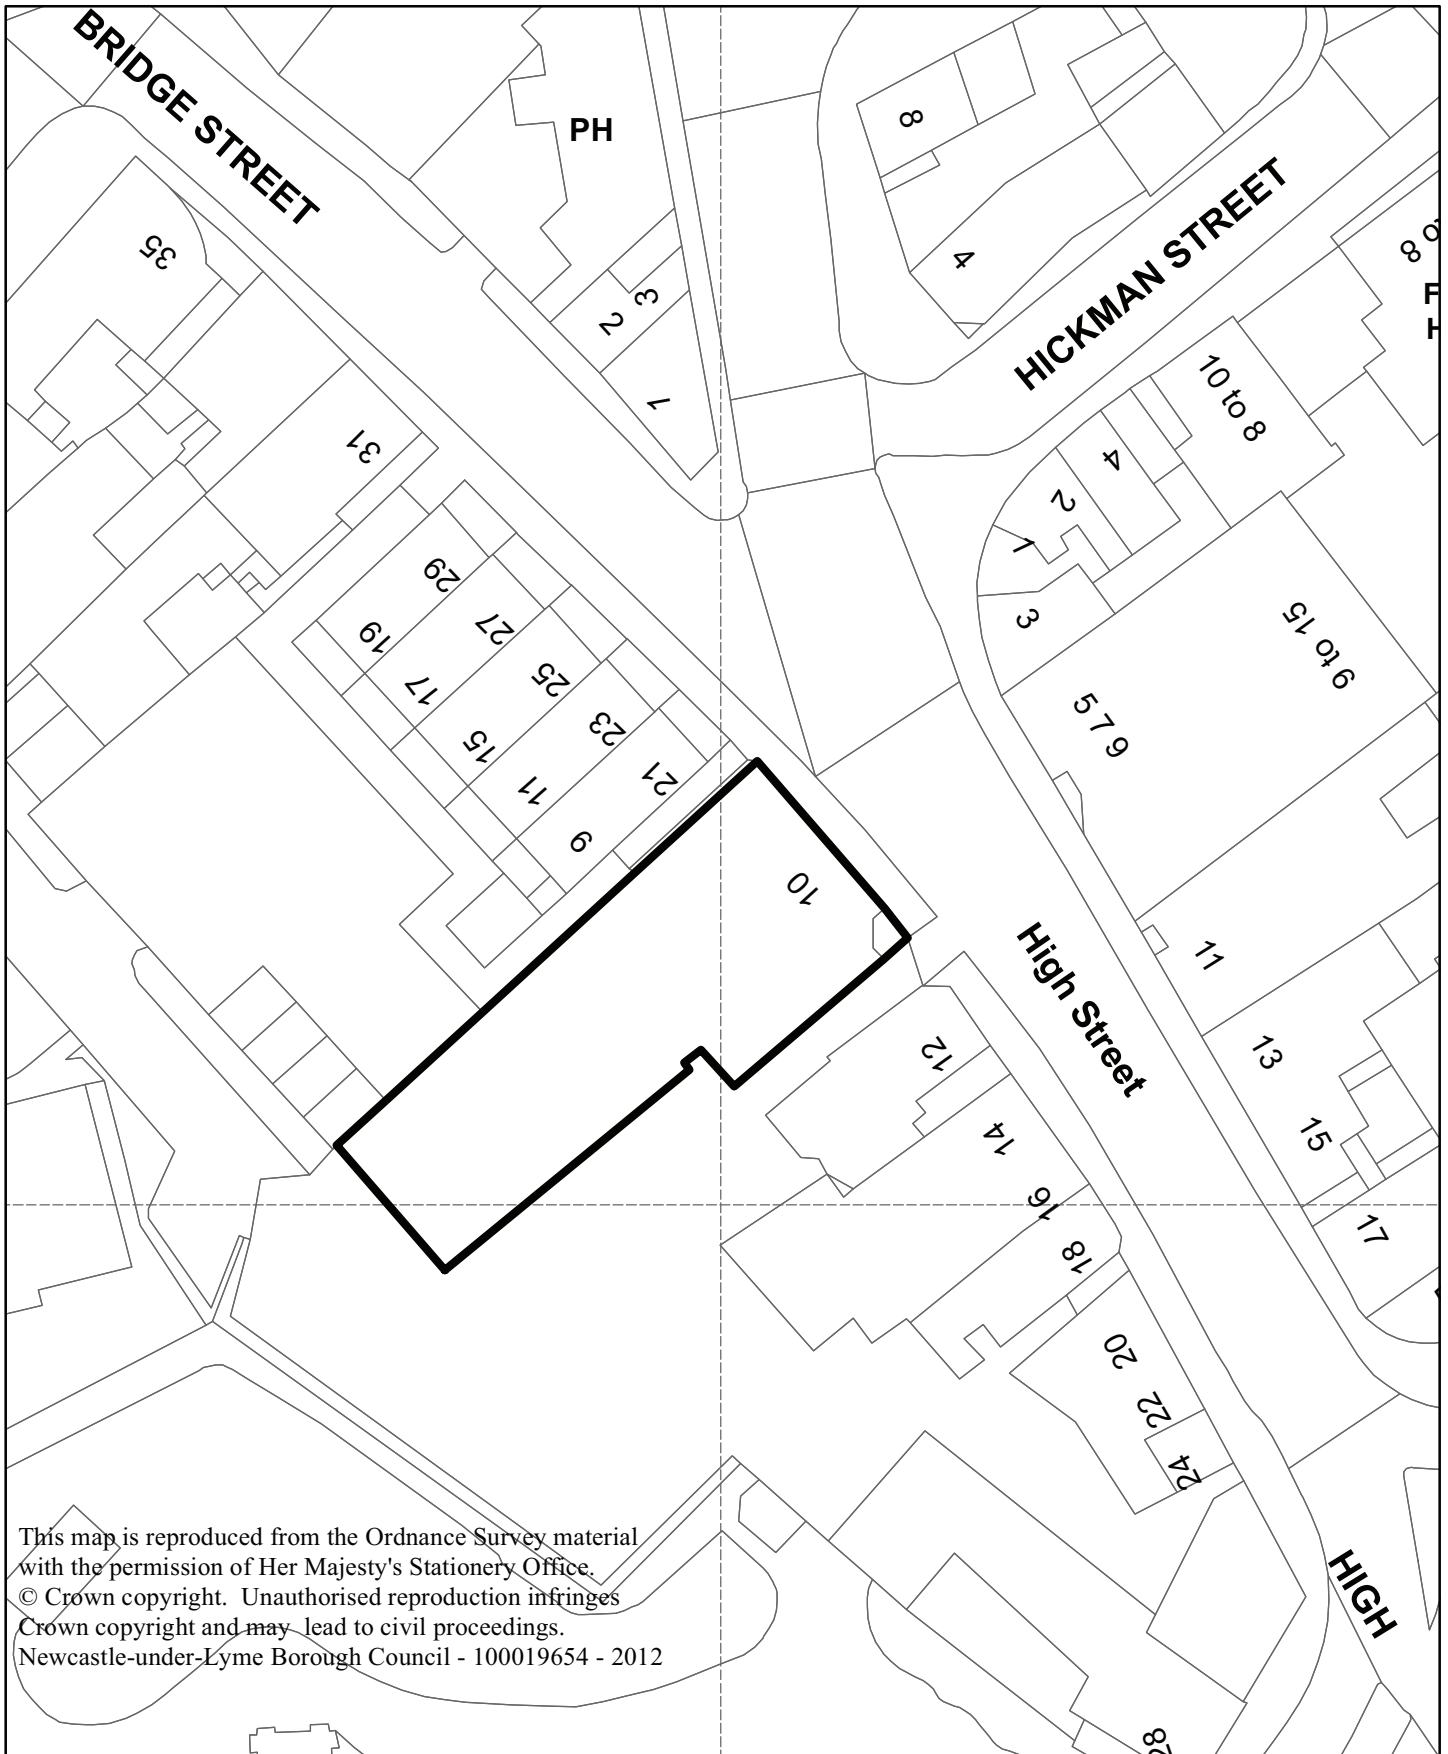 BRIDGE STREET
PH
8
35
HICKMAN STREET
4
3
2
1
10 to 8
31
4
2
1
3
29
19
27
17
25
15
23
11
21
9
9 to 15
5 7 9
10
11
High Street
12
13
14
15
16
17
18
20
22
24
HIGH
28
This map is reproduced from the Ordnance Survey material
with the permission of Her Majesty's Stationery Office.
© Crown copyright.  Unauthorised reproduction infringes
Crown copyright and may  lead to civil proceedings.
Newcastle-under-Lyme Borough Council - 100019654 - 2012